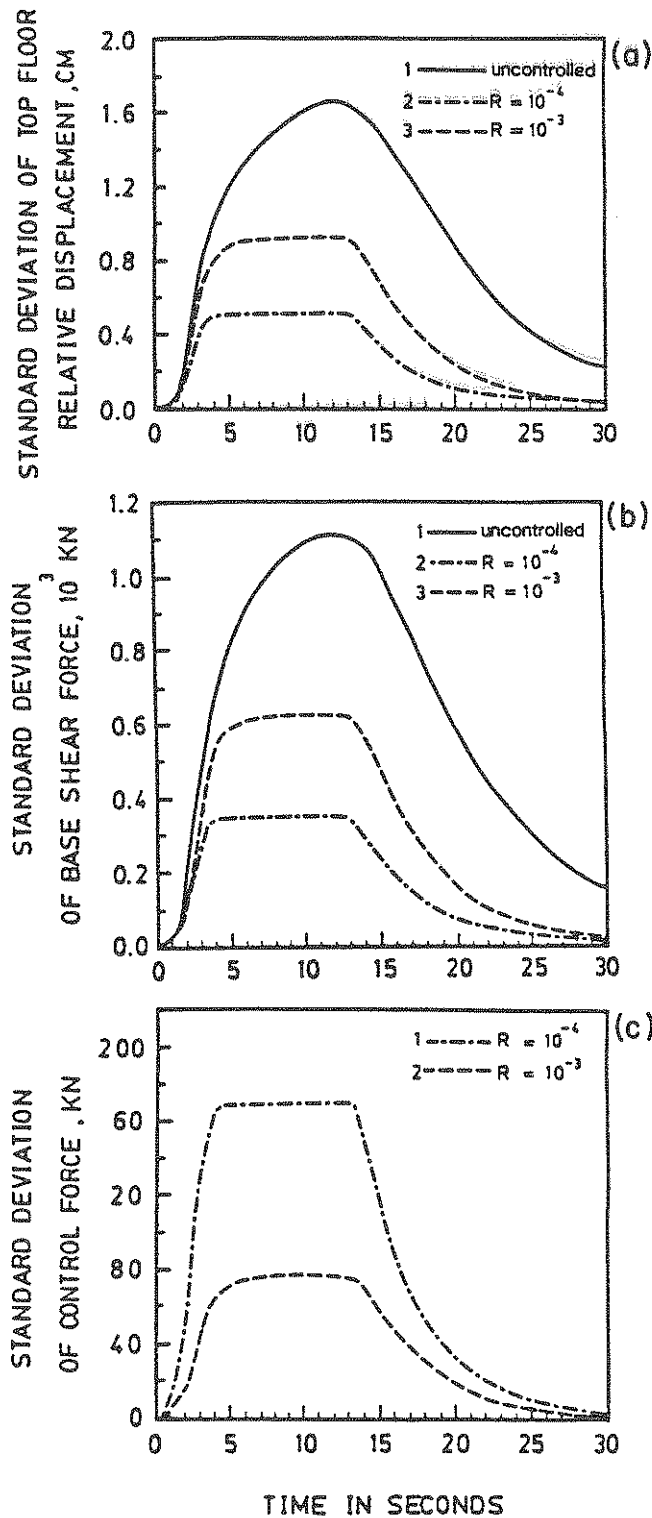 (a)
STANDARD DEVIATION OF TOP FLOOR
RELATIVE DISPLACEMENT, CM
2.0
1.6
1.2
0.8
0.4
0.0
1 uncontrolled
2 R = 10⁻⁴
3 R = 10⁻³
0 5 10 15 20 25 30
(b)
STANDARD DEVIATION
OF BASE SHEAR FORCE, 10³ KN
1.2
1.0
0.8
0.6
0.4
0.2
0.0
1 uncontrolled
2 R = 10⁻⁴
3 R = 10⁻³
0 5 10 15 20 25 30
(c)
STANDARD DEVIATION
OF CONTROL FORCE, KN
200
60
20
80
40
0
1 R = 10⁻⁴
2 R = 10⁻³
0 5 10 15 20 25 30
TIME IN SECONDS